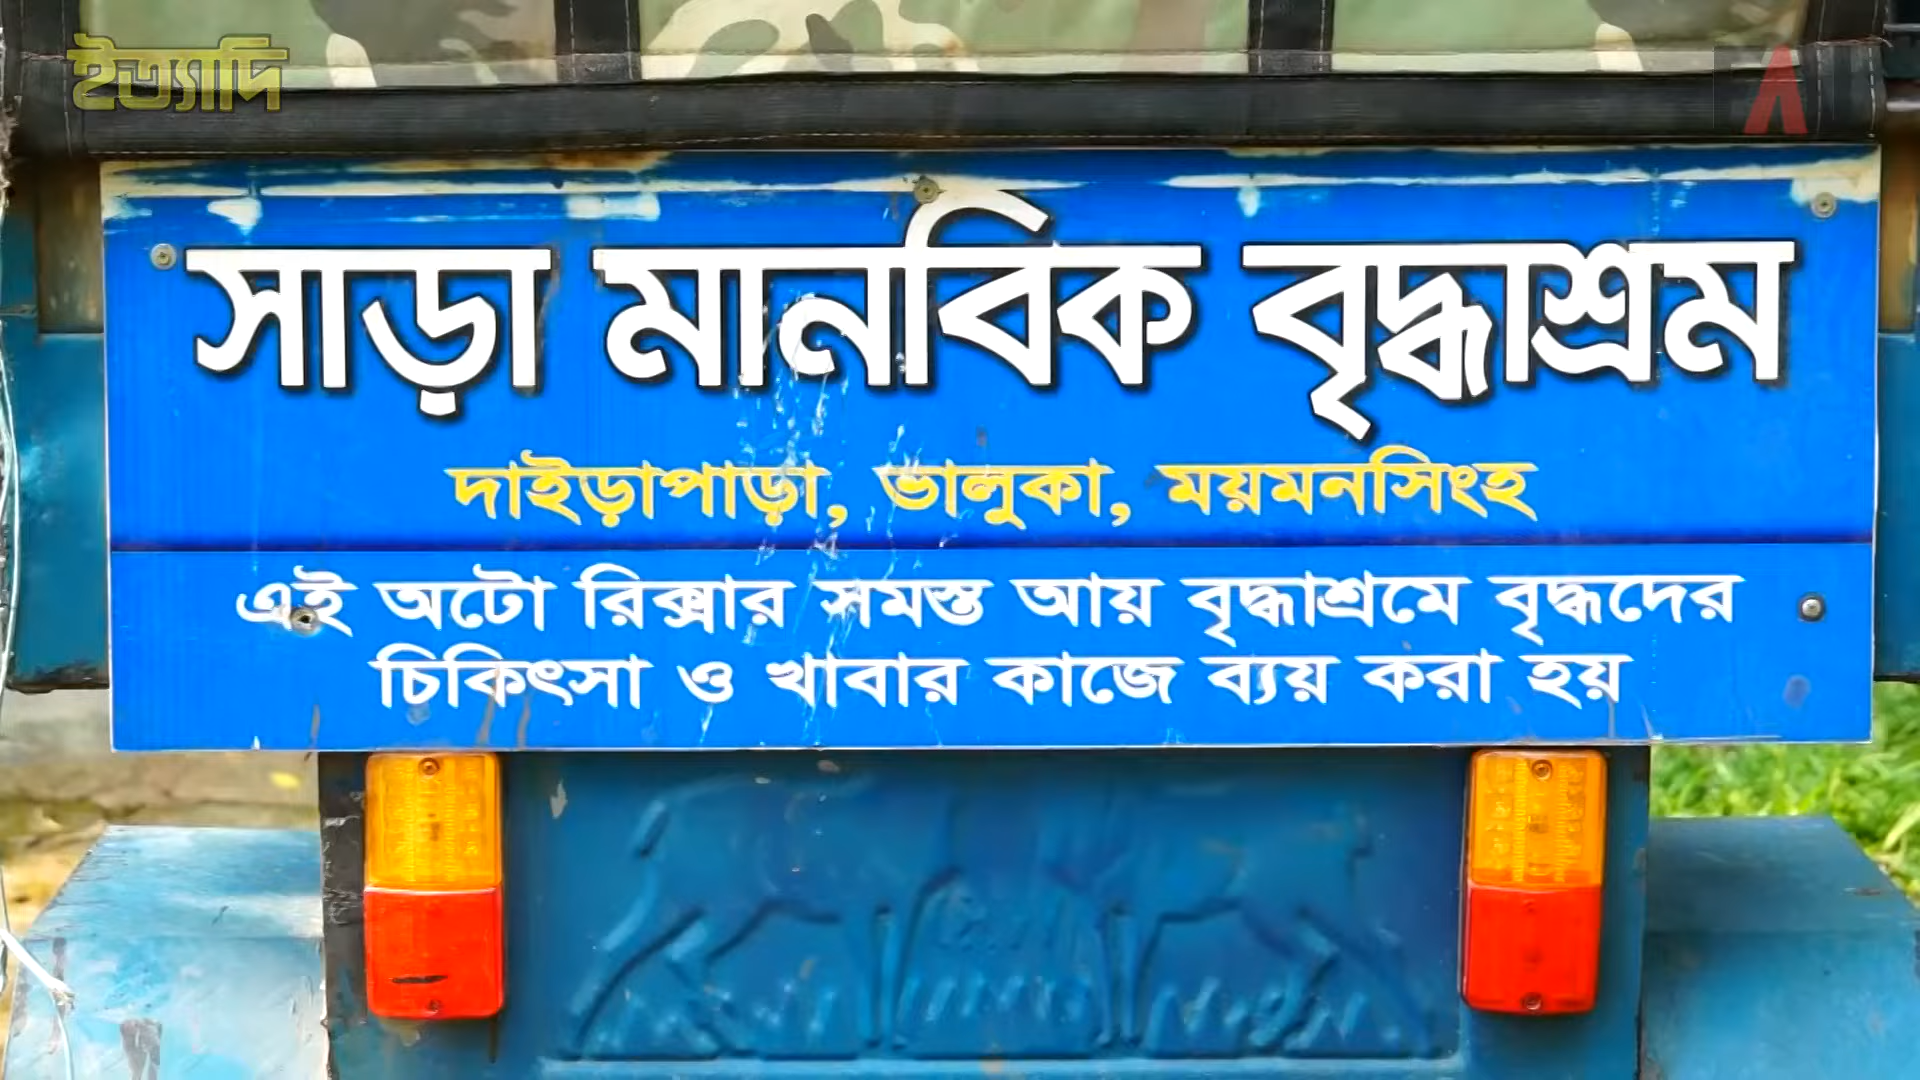 ইত্যাদি
সাড়া মানবিক বৃদ্ধাশ্রম
দাইড়াপাড়া, ভালুকা, ময়মনসিংহ
এই অটো রিক্সার সমস্ত আয় বৃদ্ধাশ্রমে বৃদ্ধদের
চিকিৎসা ও খাবার কাজে ব্যয় করা হয়